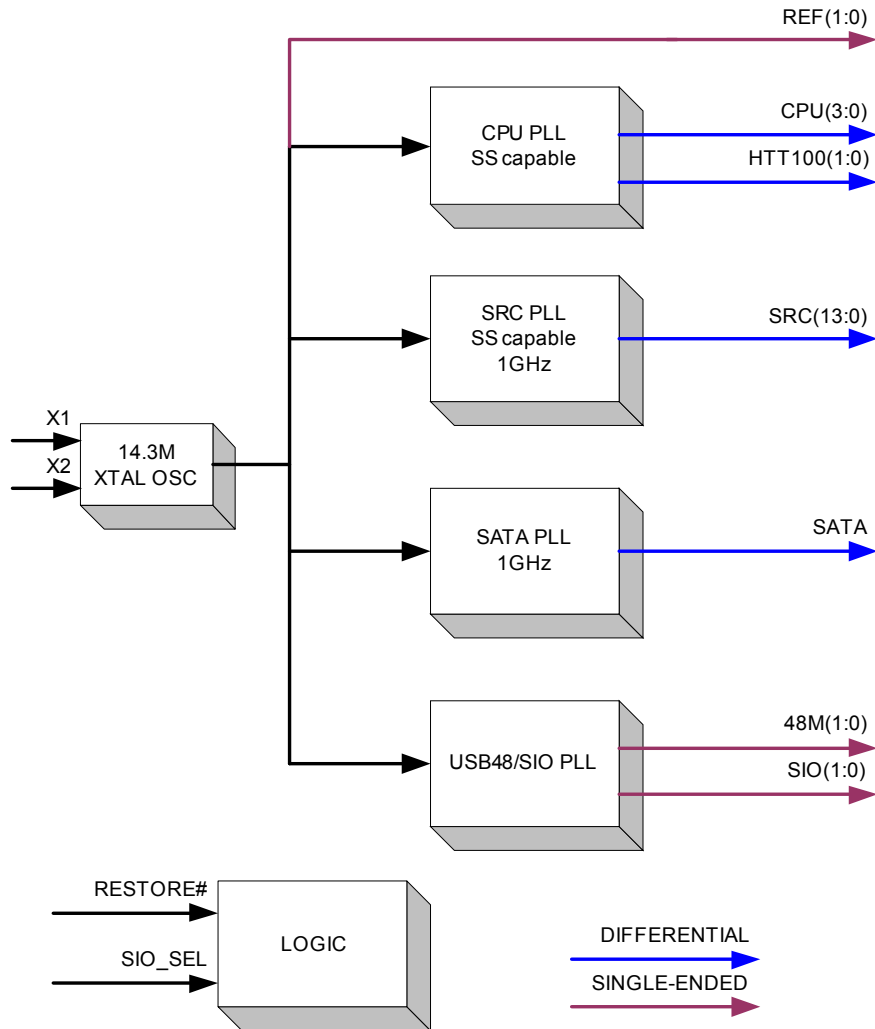 REF(1:0)
CPU PLL
SS capable
CPU(3:0)
HTT100(1:0)
SRC PLL
SS capable
1GHz
SRC(13:0)
X1
X2
14.3M
XTAL OSC
SATA PLL
1GHz
SATA
USB48/SIO PLL
48M(1:0)
SIO(1:0)
RESTORE#
SIO_SEL
LOGIC
DIFFERENTIAL
SINGLE-ENDED